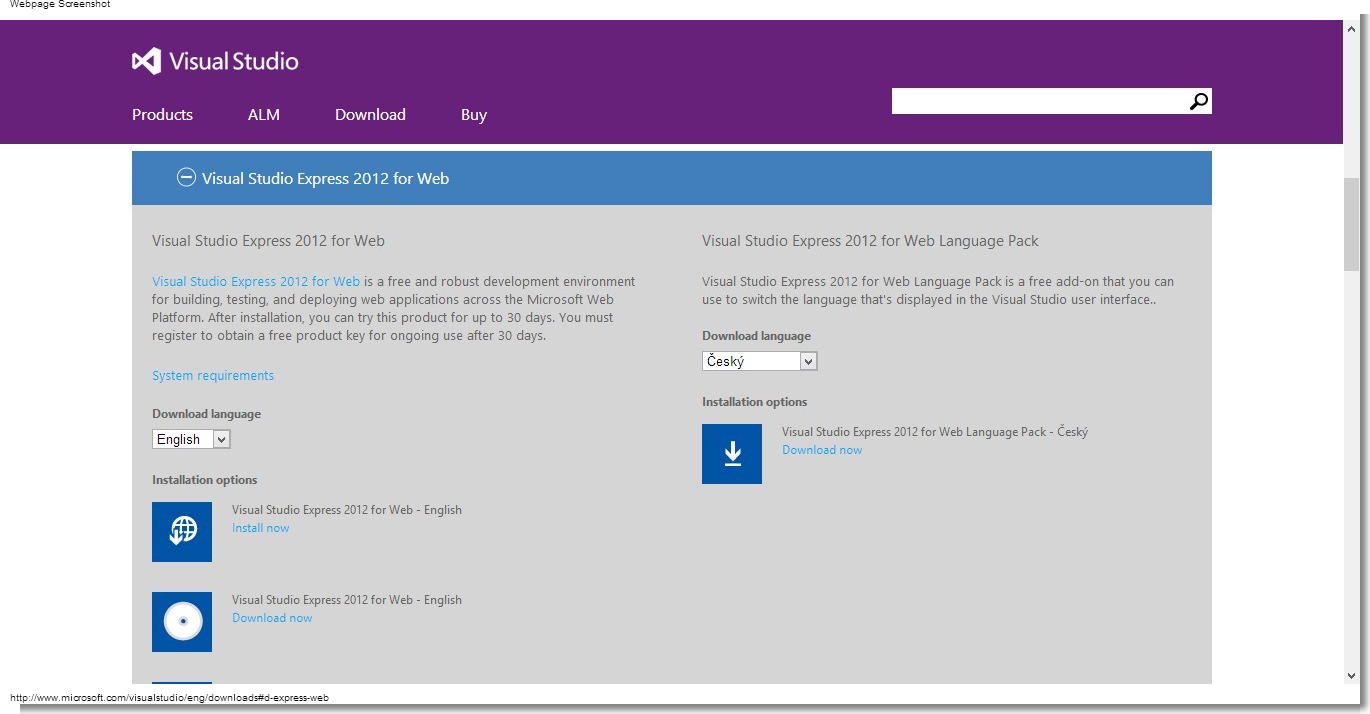 Webpage Screenshot
Visual Studio
Products
ALM
Download
Buy
Visual Studio Express 2012 for Web
Visual Studio Express 2012 for Web
Visual Studio Express 2012 for Web is a free and robust development environment
for building, testing, and deploying web applications across the Microsoft Web
Platform. After installation, you can try this product for up to 30 days. You must
register to obtain a free product key for ongoing use after 30 days.
System requirements
Download language
English
Installation options
Visual Studio Express 2012 for Web - English
Install now
Visual Studio Express 2012 for Web - English
Download now
Visual Studio Express 2012 for Web Language Pack
Visual Studio Express 2012 for Web Language Pack is a free add-on that you can
use to switch the language that's displayed in the Visual Studio user interface..
Download language
Český
Installation options
Visual Studio Express 2012 for Web Language Pack - Český
Download now
http://www.microsoft.com/visualstudio/eng/downloads#d-express-web